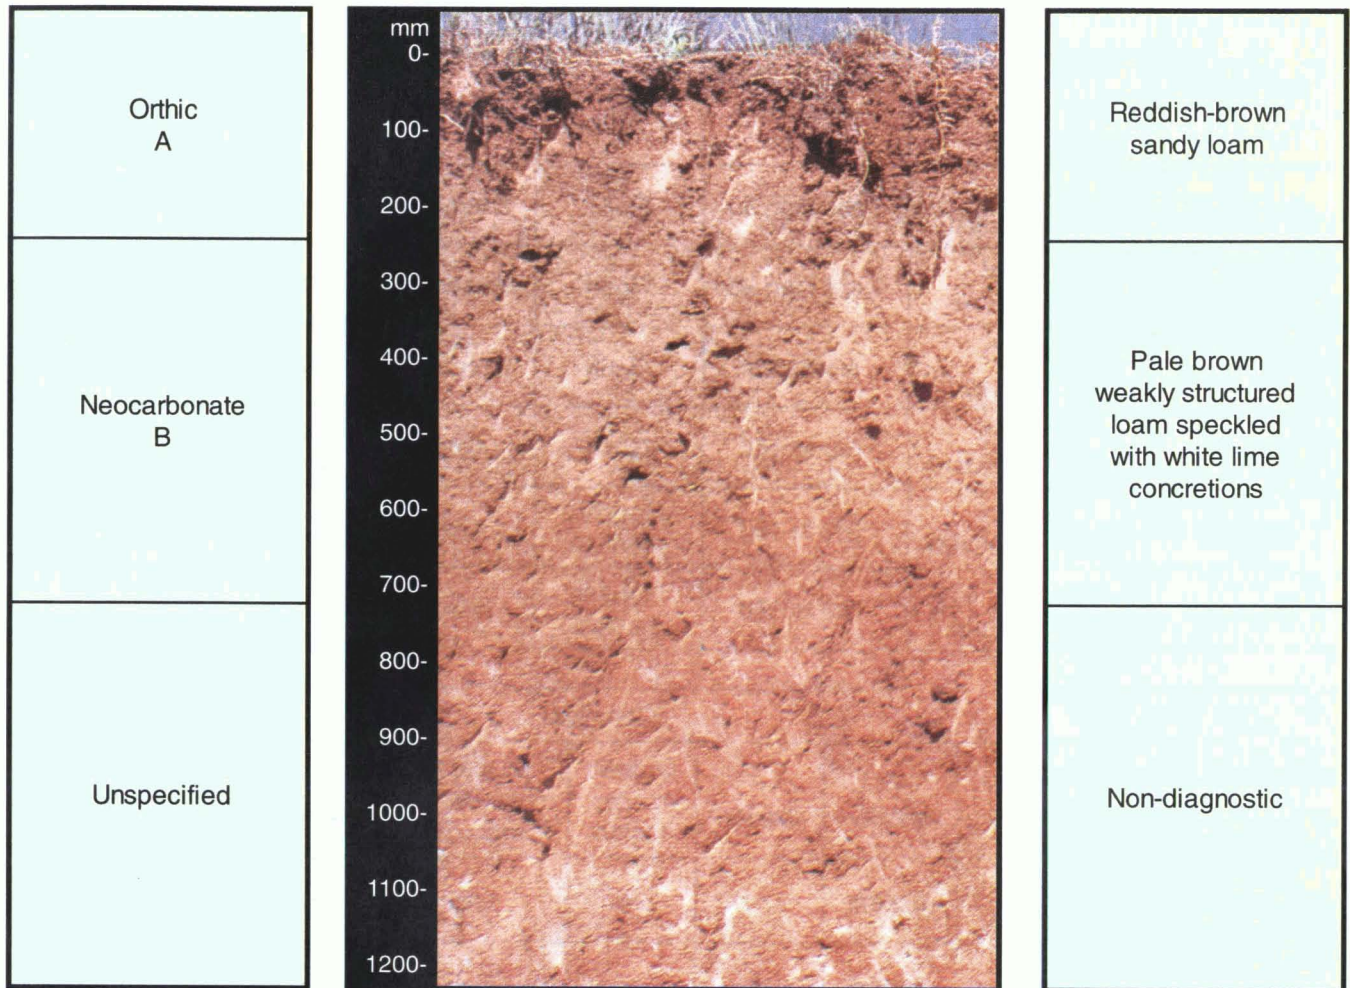 Orthic
A
Neocarbonate
B
Unspecified
mm
0-
100-
200-
300-
400-
500-
600-
700-
800-
900-
1000-
1100-
1200-
Reddish-brown
sandy loam
Pale brown
weakly structured
loam speckled
with white lime
concretions
Non-diagnostic